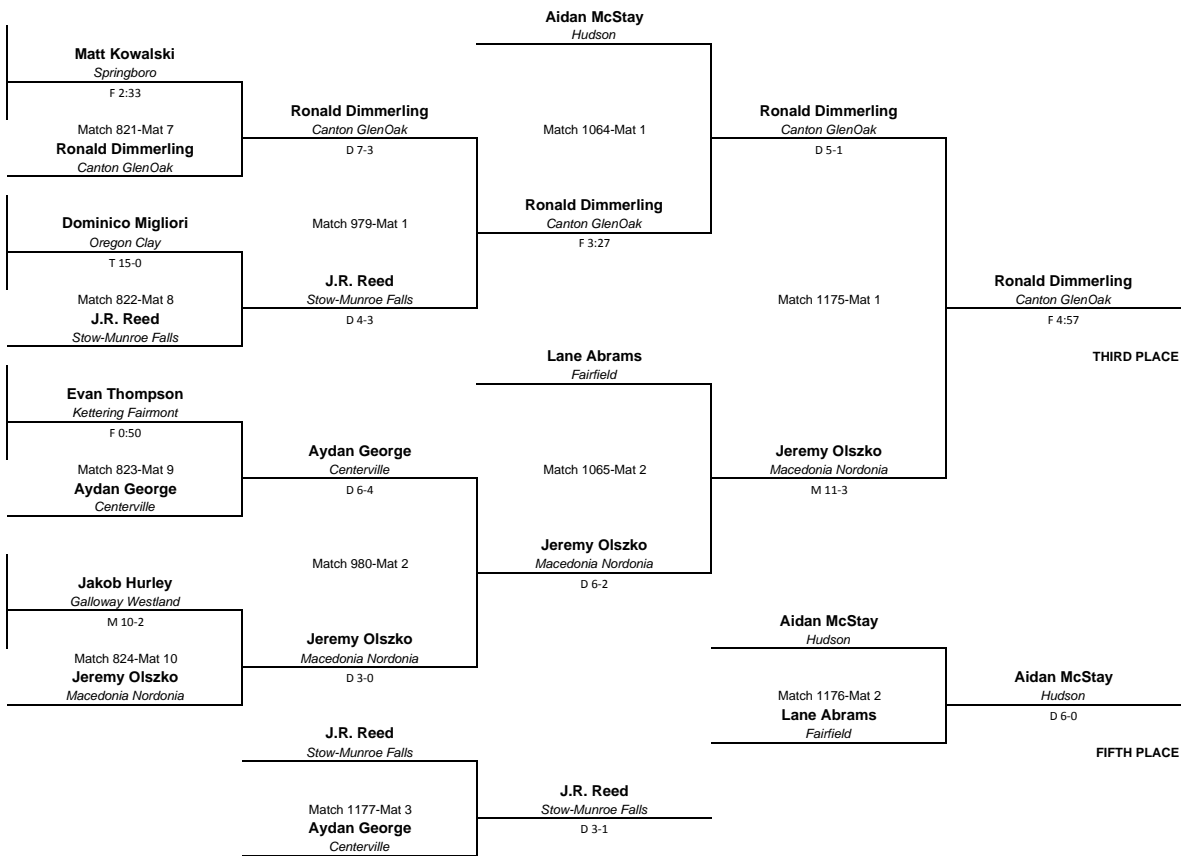 Aidan McStay
Hudson
Matt Kowalski
Springboro
F 2:33
Ronald Dimmerling
Canton GlenOak
D 7-3
Ronald Dimmerling
Canton GlenOak
D 5-1
Match 821-Mat 7
Match 1064-Mat 1
Ronald Dimmerling
Canton GlenOak
Ronald Dimmerling
Canton GlenOak
F 3:27
Dominico Migliori
Oregon Clay
T 15-0
Match 979-Mat 1
J.R. Reed
Stow-Munroe Falls
D 4-3
Ronald Dimmerling
Canton GlenOak
F 4:57
Match 822-Mat 8
Match 1175-Mat 1
J.R. Reed
Stow-Munroe Falls
Lane Abrams
Fairfield
THIRD PLACE
Evan Thompson
Kettering Fairmont
F 0:50
Aydan George
Centerville
D 6-4
Jeremy Olszko
Macedonia Nordonia
M 11-3
Match 823-Mat 9
Match 1065-Mat 2
Aydan George
Centerville
Jeremy Olszko
Macedonia Nordonia
D 6-2
Match 980-Mat 2
Jakob Hurley
Galloway Westland
M 10-2
Aidan McStay
Hudson
Jeremy Olszko
Macedonia Nordonia
D 3-0
Match 824-Mat 10
Jeremy Olszko
Macedonia Nordonia
Aidan McStay
Hudson
D 6-0
Match 1176-Mat 2
Lane Abrams
Fairfield
J.R. Reed
Stow-Munroe Falls
FIFTH PLACE
J.R. Reed
Stow-Munroe Falls
D 3-1
Match 1177-Mat 3
Aydan George
Centerville